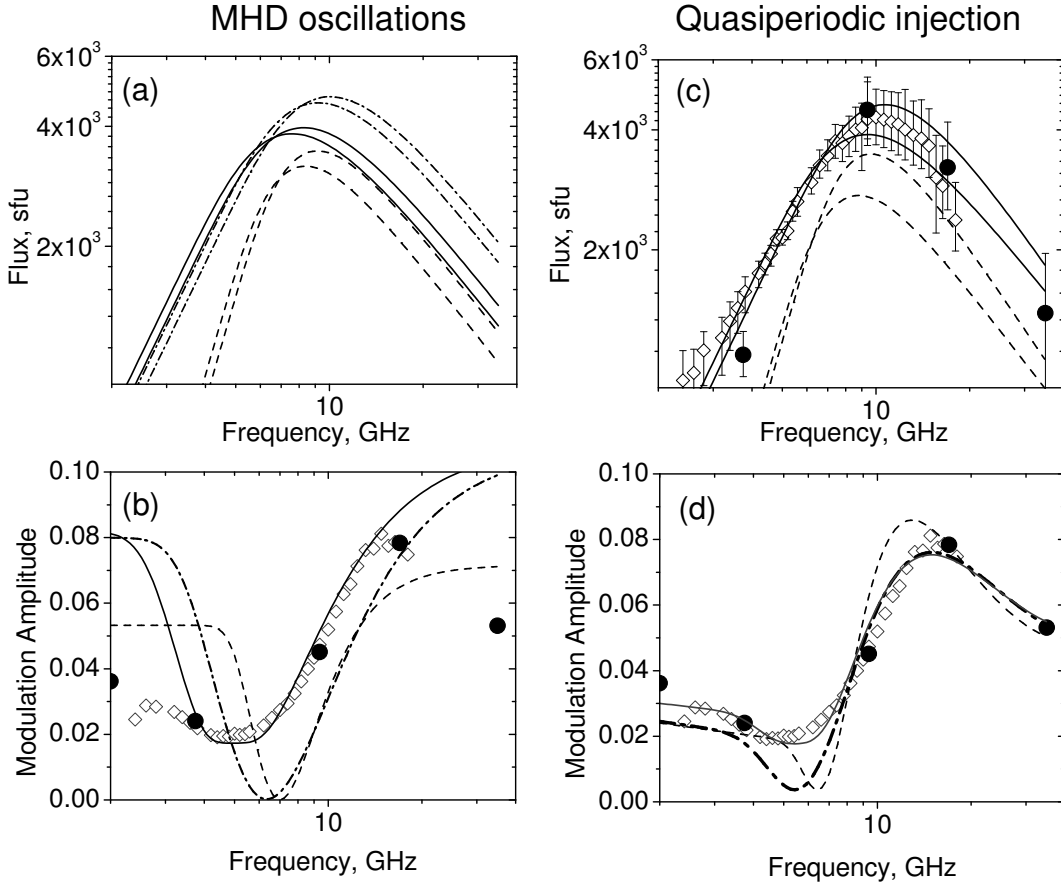 MHD oscillations
Quasiperiodic injection
(a)
6x10³
4x10³
2x10³
Flux, sfu
10
Frequency, GHz
(c)
6x10³
4x10³
2x10³
Flux, sfu
10
Frequency, GHz
(b)
0.10
0.08
0.06
0.04
0.02
0.00
Modulation Amplitude
10
Frequency, GHz
(d)
0.10
0.08
0.06
0.04
0.02
0.00
Modulation Amplitude
10
Frequency, GHz